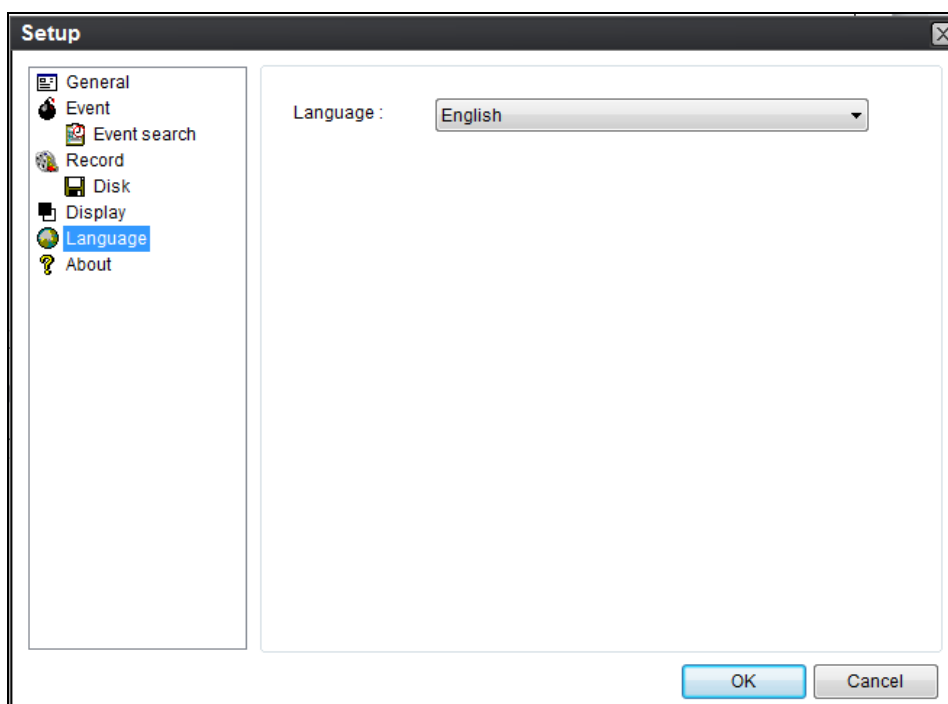 Setup
General
Event
Event search
Record
Disk
Display
Language
About
Language :
English
OK
Cancel